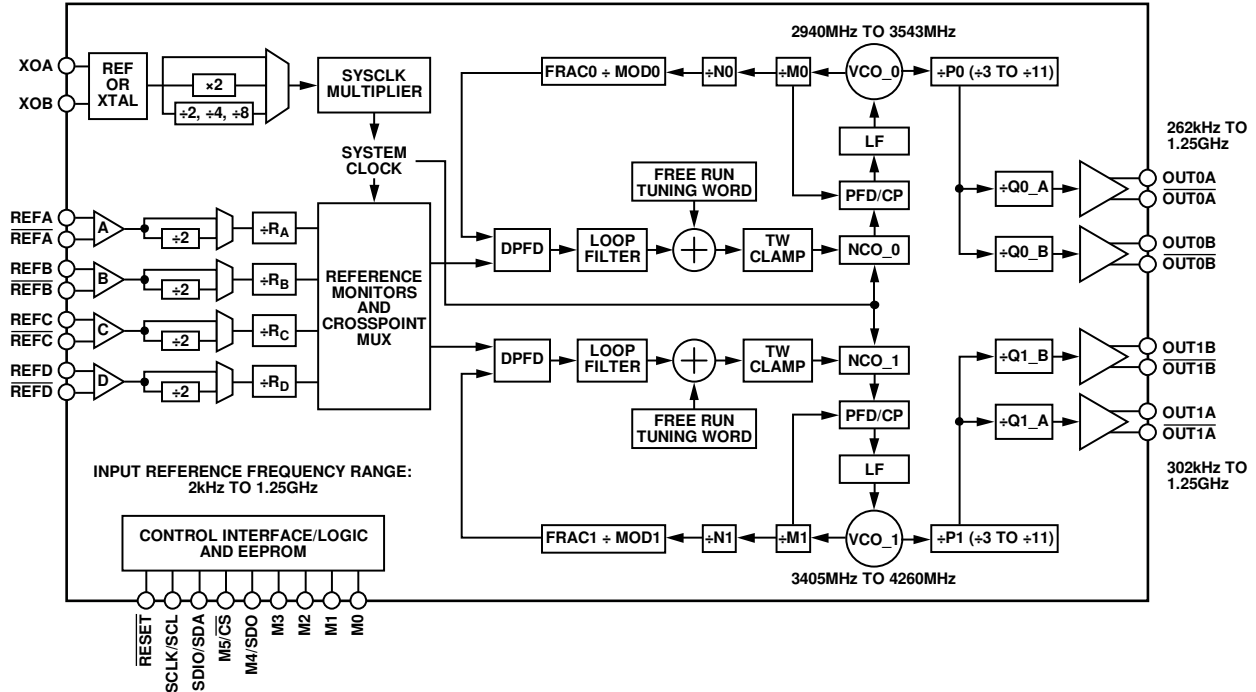 2940MHz TO 3543MHz
XOA
XOB
REF
OR
XTAL
×2
÷2, ÷4, ÷8
SYSCLK
MULTIPLIER
SYSTEM
CLOCK
FRAC0 ÷ MOD0
÷N0
÷M0
VCO_0
÷P0 (÷3 TO ÷11)
LF
PFD/CP
FREE RUN
TUNING WORD
262kHz TO
1.25GHz
÷Q0_A
OUT0A
OUT0A
REFA
REFA
A
÷2
÷RA
DPFD
LOOP
FILTER
+
TW
CLAMP
NCO_0
÷Q0_B
OUT0B
OUT0B
REFB
REFB
B
÷2
÷RB
REFERENCE
MONITORS
AND
CROSSPOINT
MUX
REFC
REFC
C
÷2
÷RC
REFD
REFD
D
÷2
÷RD
DPFD
LOOP
FILTER
+
TW
CLAMP
NCO_1
÷Q1_B
OUT1B
OUT1B
FREE RUN
TUNING WORD
PFD/CP
÷Q1_A
OUT1A
OUT1A
LF
302kHz TO
1.25GHz
INPUT REFERENCE FREQUENCY RANGE:
2kHz TO 1.25GHz
CONTROL INTERFACE/LOGIC
AND EEPROM
FRAC1 ÷ MOD1
÷N1
÷M1
VCO_1
÷P1 (÷3 TO ÷11)
3405MHz TO 4260MHz
RESET
SCLK/SCL
SDIO/SDA
M5/CS
M4/SDO
M3
M2
M1
M0